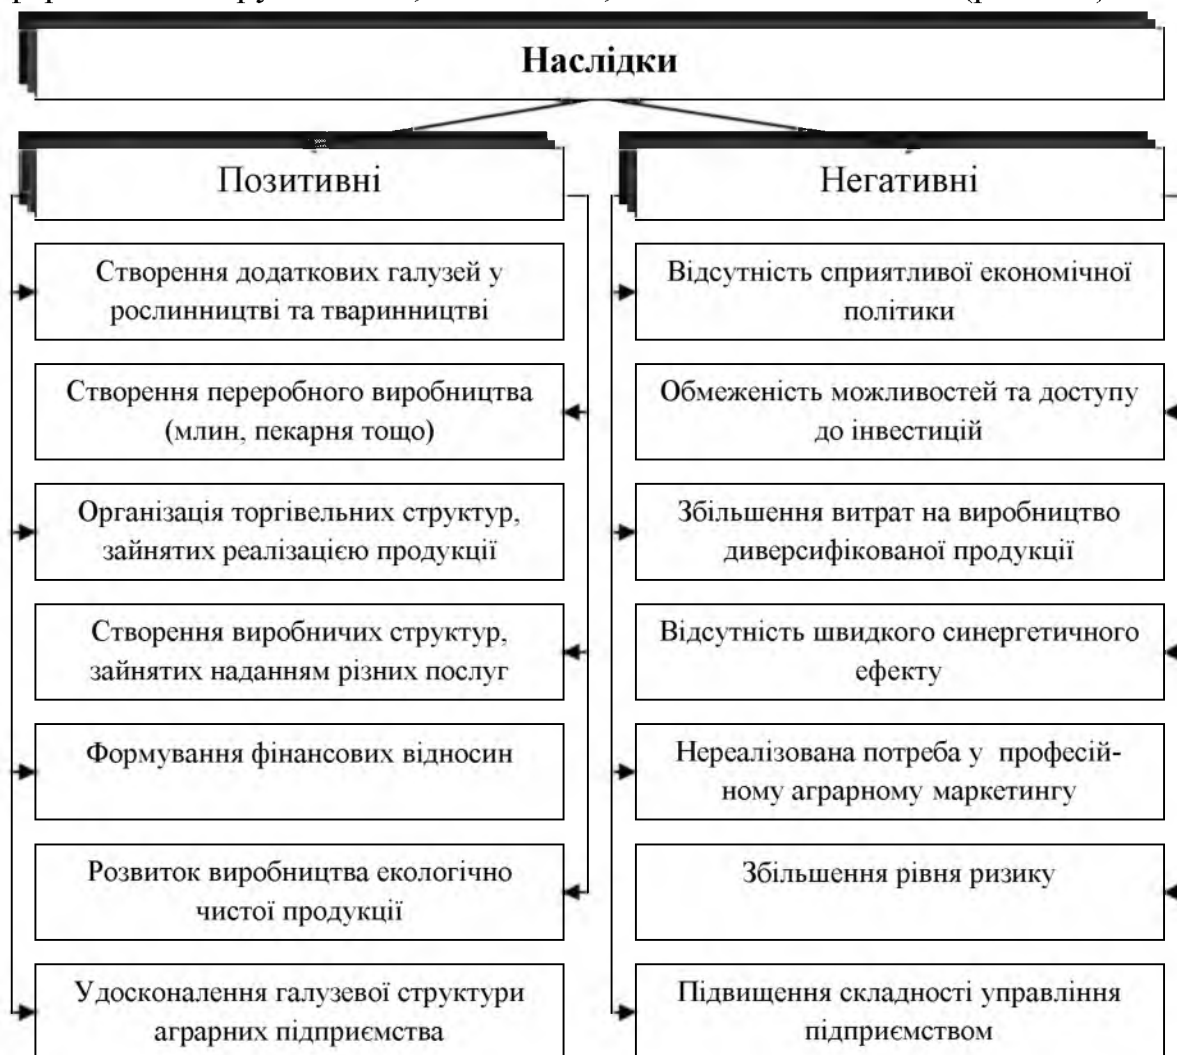 Наслідки
Позитивні
Створення додаткових галузей у
рослинництві та тваринництві
Створення переробного виробництва
(млин, пекарня тощо)
Організація торгівельних структур,
зайнятих реалізацією продукції
Створення виробничих структур,
зайнятих наданням різних послуг
Формування фінансових відносин
Розвиток виробництва екологічно
чистої продукції
Удосконалення галузевої структури
аграрних підприємства
Негативні
Відсутність сприятливої економічної
політики
Обмеженість можливостей та доступу
до інвестицій
Збільшення витрат на виробництво
диверсифікованої продукції
Відсутність швидкого синергетичного
ефекту
Нереалізована потреба у професій-
ному аграрному маркетингу
Збільшення рівня ризику
Підвищення складності управління
підприємством